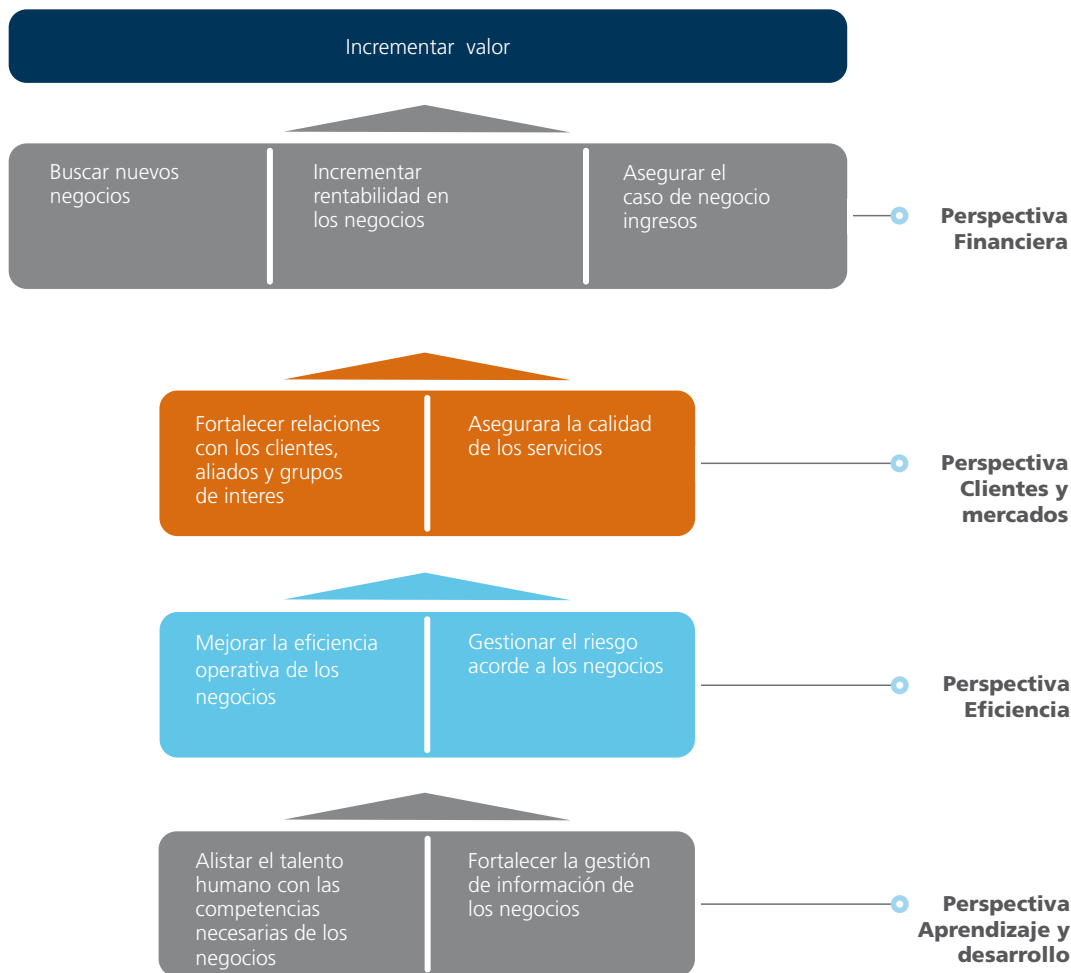 Incrementar valor
Buscar nuevos
negocios
Incrementar
rentabilidad en
los negocios
Asegurar el
caso de negocio
ingresos
Perspectiva
Financiera
Fortalecer relaciones
con los clientes,
aliados y grupos
de interes
Asegurara la calidad
de los servicios
Perspectiva
Clientes y
mercados
Mejorar la eficiencia
operativa de los
negocios
Gestionar el riesgo
acorde a los negocios
Perspectiva
Eficiencia
Alistar el talento
humano con las
competencias
necesarias de los
negocios
Fortalecer la gestión
de información de
los negocios
Perspectiva
Aprendizaje y
desarrollo